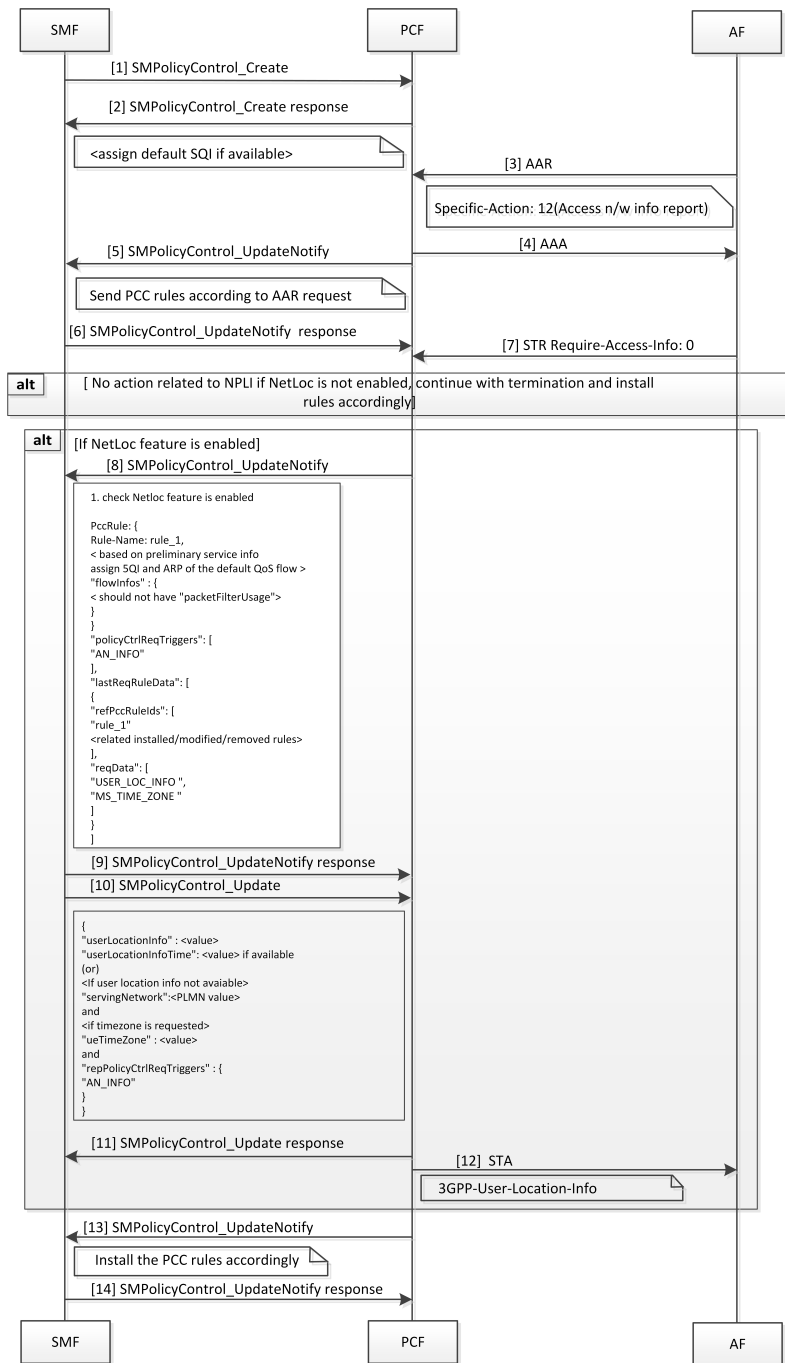 SMF
PCF
AF
[1] SMPolicyControl_Create
[2] SMPolicyControl_Create response
<assign default SQI if available>
[3] AAR
Specific-Action: 12(Access n/w info report)
[4] AAA
[5] SMPolicyControl_UpdateNotify
Send PCC rules according to AAR request
[6] SMPolicyControl_UpdateNotify  response
[7] STR Require-Access-Info: 0
alt
[ No action related to NPLI if NetLoc is not enabled, continue with termination and install
rules accordingly]
alt
[If NetLoc feature is enabled]
[8] SMPolicyControl_UpdateNotify
1. check Netloc feature is enabled
PccRule: {
Rule-Name: rule_1,
< based on preliminary service info
assign 5QI and ARP of the default QoS flow >
"flowInfos" : {
< should not have "packetFilterUsage">
}
}
"policyCtrlReqTriggers": [
"AN_INFO"
],
"lastReqRuleData": [
{
"refPccRuleIds": [
"rule_1"
<related installed/modified/removed rules>
],
"reqData": [
"USER_LOC_INFO ",
"MS_TIME_ZONE "
]
}
]
[9] SMPolicyControl_UpdateNotify response
[10] SMPolicyControl_Update
{
"userLocationInfo" : <value>
"userLocationInfoTime": <value> if available
(or)
<If user location info not avaiable>
"servingNetwork":<PLMN value>
and
<if timezone is requested>
"ueTimeZone" : <value>
and
"repPolicyCtrlReqTriggers" : {
"AN_INFO"
}
}
[11] SMPolicyControl_Update response
[12]  STA
3GPP-User-Location-Info
[13] SMPolicyControl_UpdateNotify
Install the PCC rules accordingly
[14] SMPolicyControl_UpdateNotify response
SMF
PCF
AF